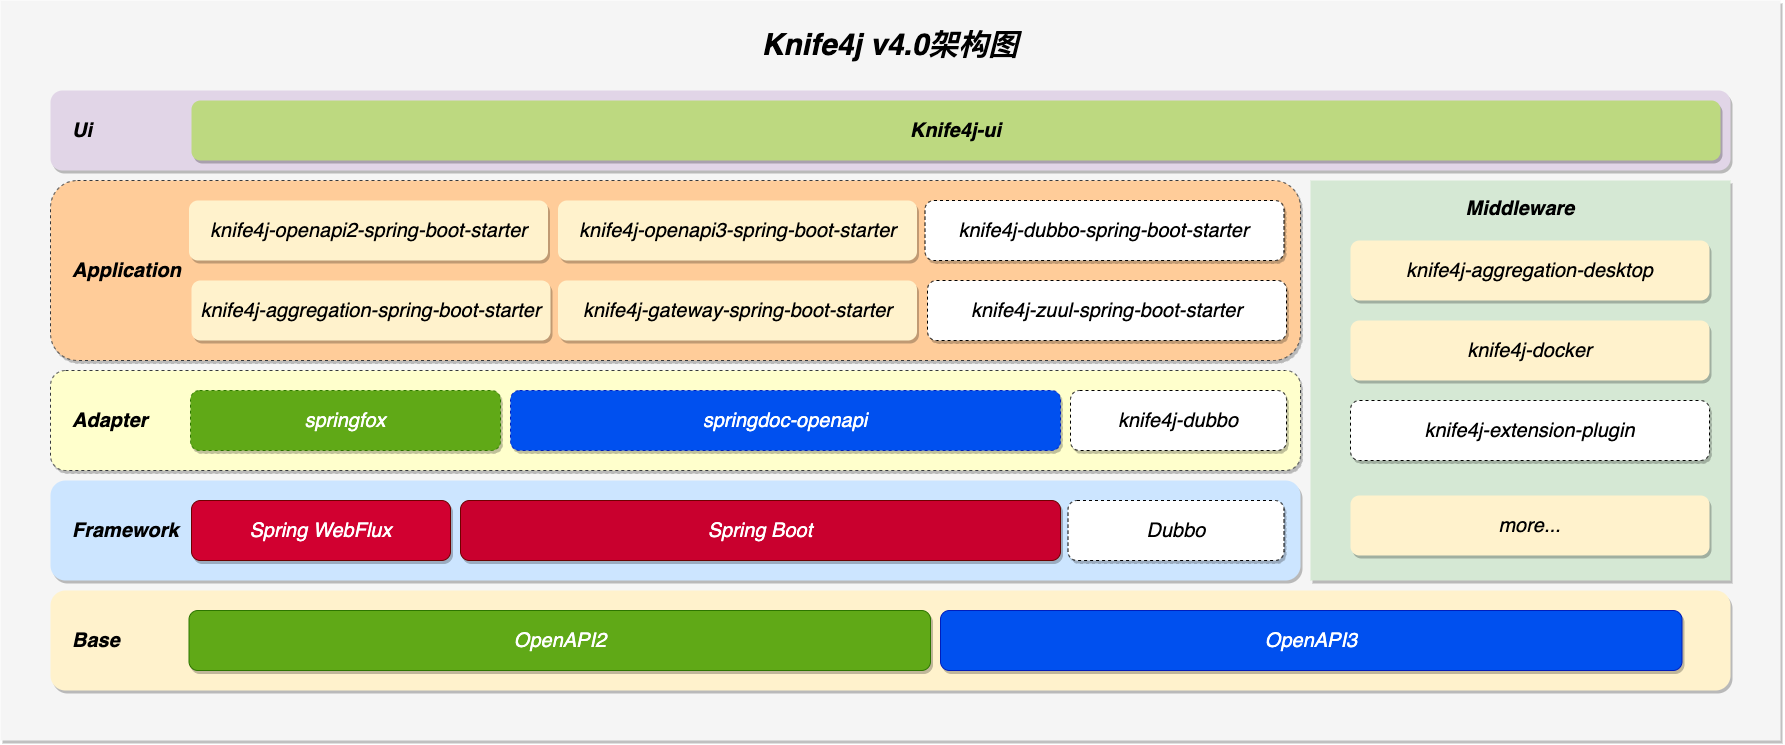 Knife4j v4.0架构图
Ui
Knife4j-ui
Application
knife4j-openapi2-spring-boot-starter
knife4j-openapi3-spring-boot-starter
knife4j-dubbo-spring-boot-starter
knife4j-aggregation-spring-boot-starter
knife4j-gateway-spring-boot-starter
knife4j-zuul-spring-boot-starter
Middleware
knife4j-aggregation-desktop
knife4j-docker
knife4j-extension-plugin
more...
Adapter
springfox
springdoc-openapi
knife4j-dubbo
Framework
Spring WebFlux
Spring Boot
Dubbo
Base
OpenAPI2
OpenAPI3